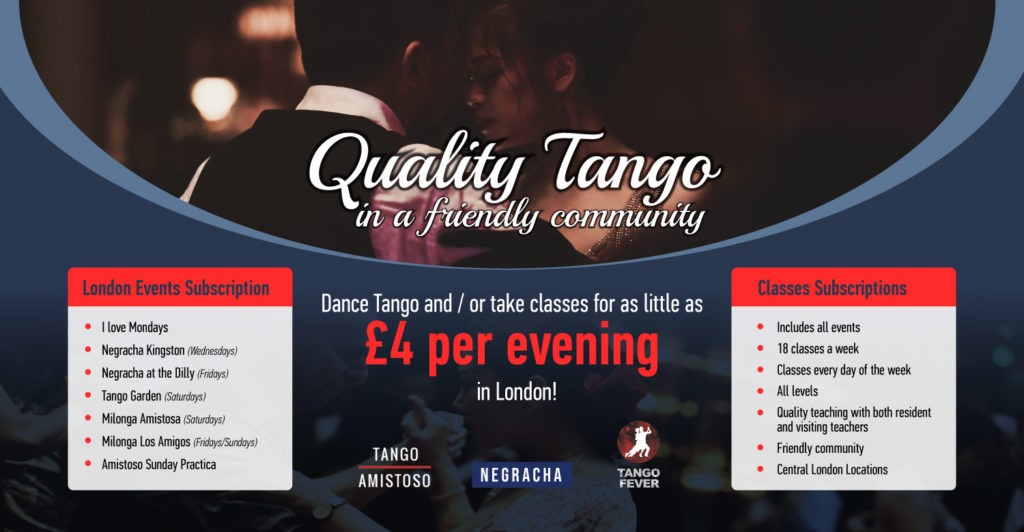 Quality Tango
in a friendly community
London Events Subscription
• I love Mondays
• Negracha Kingston (Wednesdays)
• Negracha at the Dilly (Fridays)
• Tango Garden (Saturdays)
• Milonga Amistosa (Saturdays)
• Milonga Los Amigos (Fridays/Sundays)
• Amistoso Sunday Practica
Dance Tango and / or take classes for as little as
£4 per evening
in London!
TANGO
AMISTOSO
NEGRACHA
TANGO
FEVER
Classes Subscriptions
• Includes all events
• 18 classes a week
• Classes every day of the week
• All levels
• Quality teaching with both resident
and visiting teachers
• Friendly community
• Central London Locations